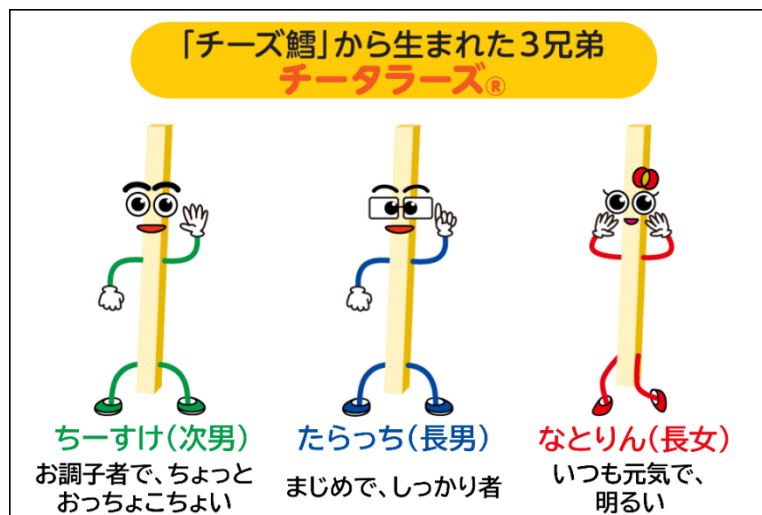 「チーズ鱈」から生まれた3兄弟
チータラーズ®
ちーすけ(次男)
お調子者で、ちょっと
おっちょこちょい
たらっち(長男)
まじめで、しっかり者
なとりん(長女)
いつも元気で、
明るい